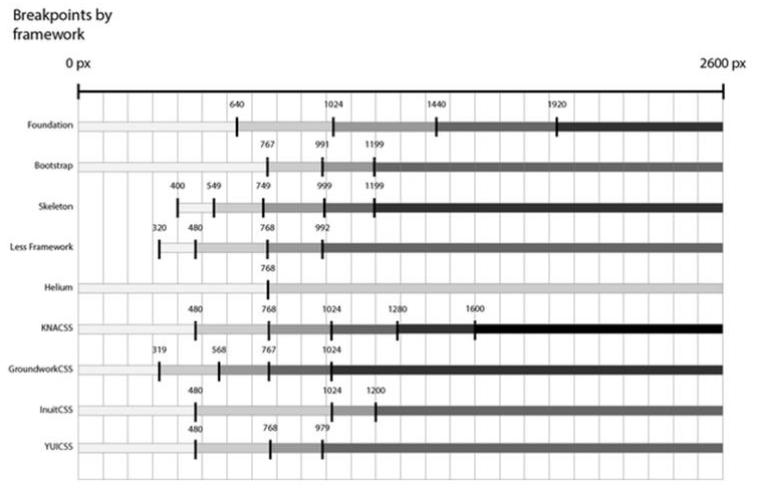 Breakpoints by
framework
0 px 2600 px
640 1024 1440 1920
Foundation
767 991 1199
Bootstrap
400 549 749 999 1199
Skeleton
320 480 768 992
Less Framework
768
Helium
480 768 1024 1280 1600
KNACSS
319 568 767 1024
GroundworkCSS
480 1024 1200
InuitCSS
480 768 979
YUICSS